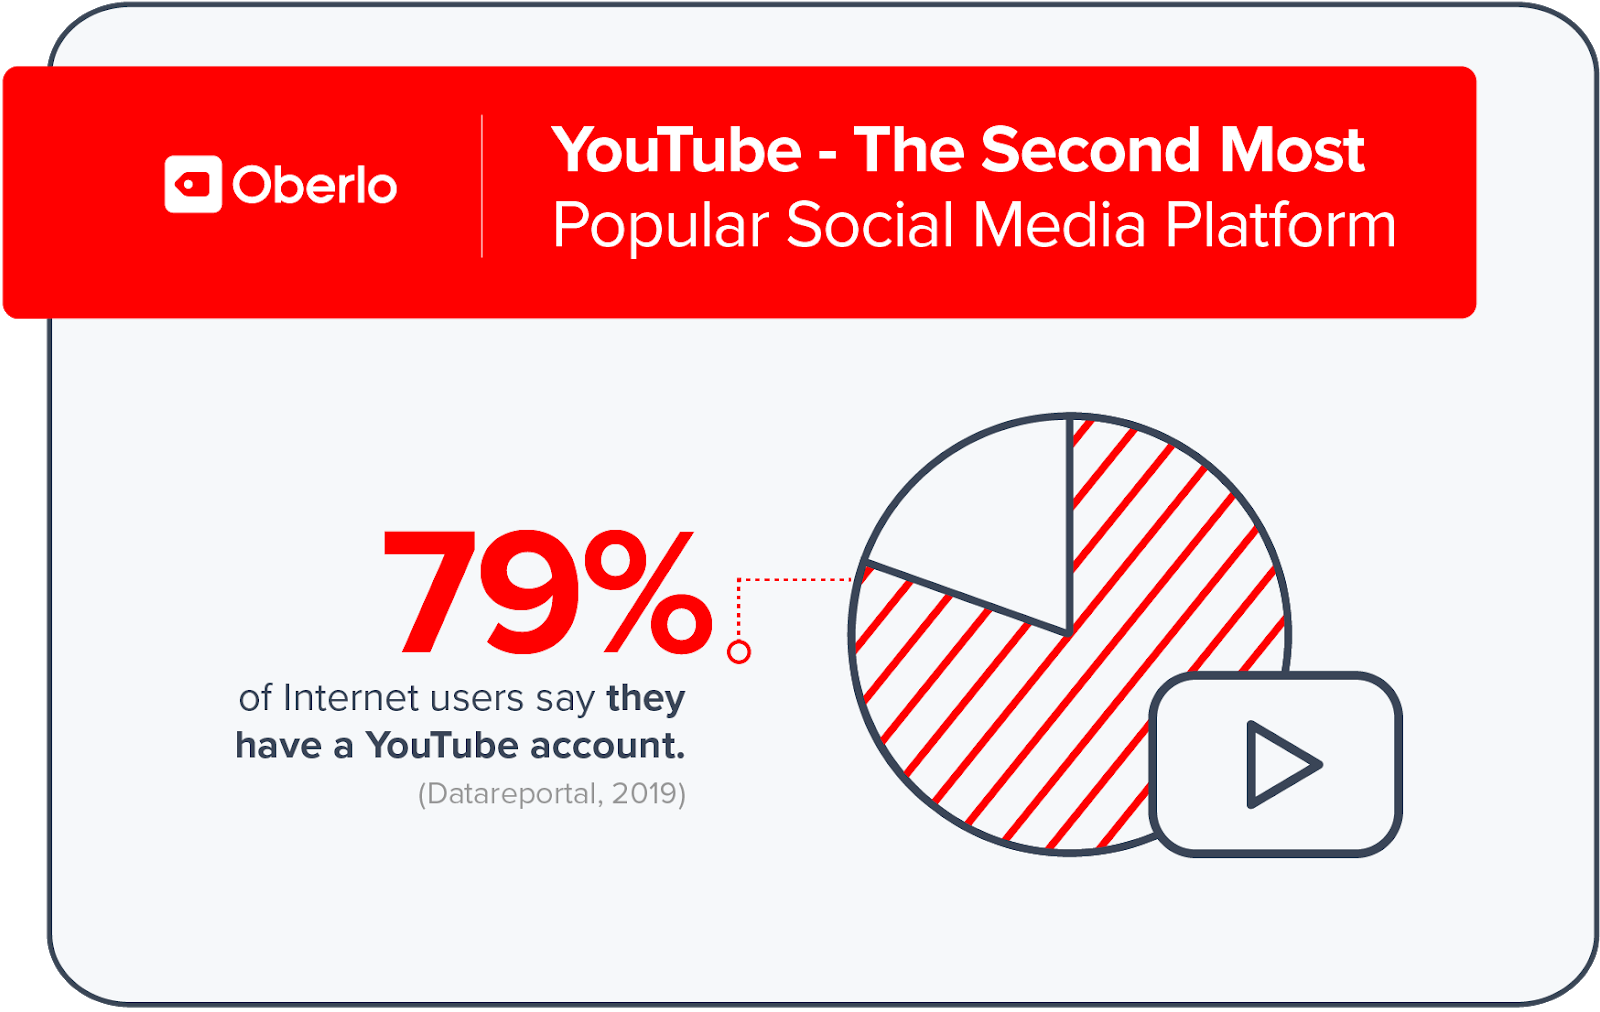 Oberlo
YouTube - The Second Most
Popular Social Media Platform
79%
of Internet users say they
have a YouTube account.
(Datareportal, 2019)